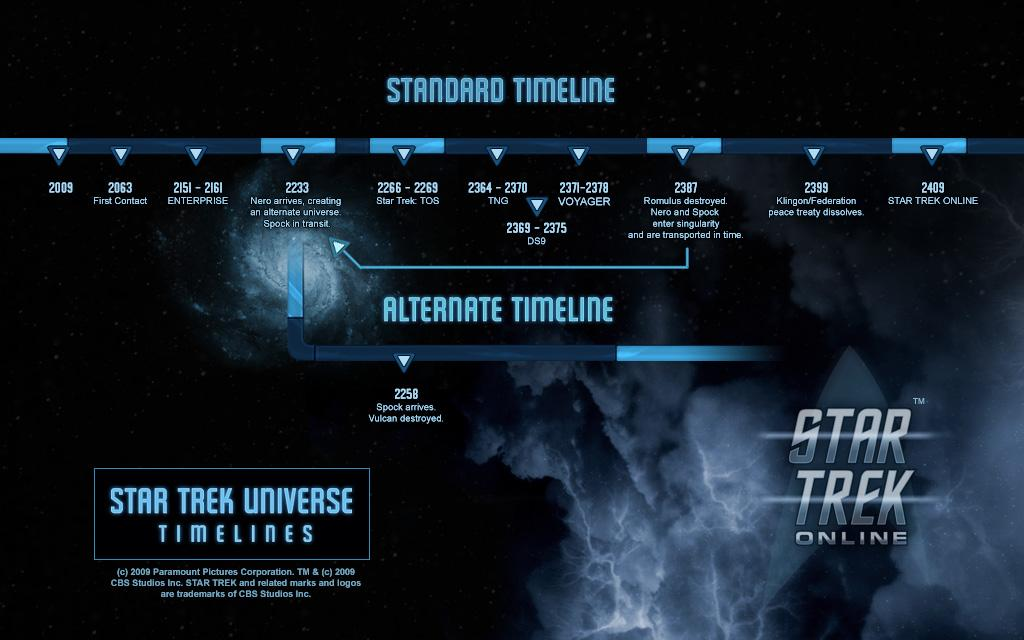 STANDARD TIMELINE
2009
2063
First Contact
2151 - 2161
ENTERPRISE
2233
Nero arrives, creating
an alternate universe.
Spock in transit.
2266 - 2269
Star Trek: TOS
2364 - 2370
TNG
2369 - 2375
DS9
2371-2378
VOYAGER
2387
Romulus destroyed.
Nero and Spock
enter singularity
and are transported in time.
2399
Klingon/Federation
peace treaty dissolves.
2409
STAR TREK ONLINE
ALTERNATE TIMELINE
2258
Spock arrives.
Vulcan destroyed.
STAR TREK UNIVERSE
TIMELINES
(c) 2009 Paramount Pictures Corporation. TM & (c) 2009
CBS Studios Inc. STAR TREK and related marks and logos
are trademarks of CBS Studios Inc.
STAR TM
TREK
ONLINE